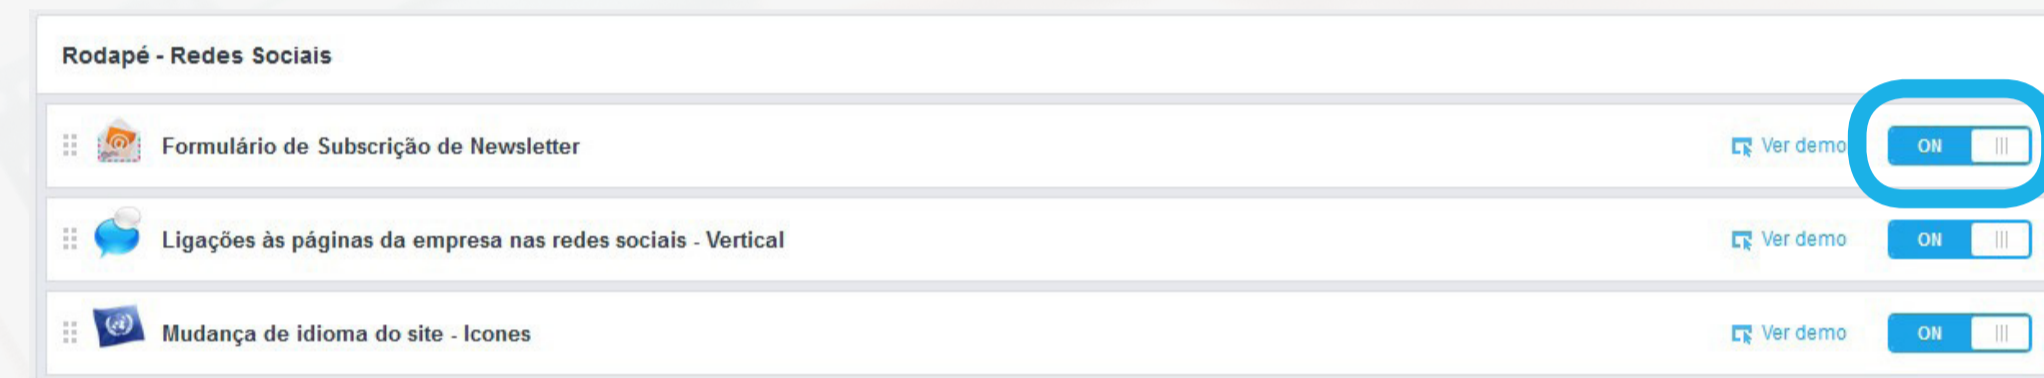 Rodapé - Redes Sociais
Formulário de Subscrição de Newsletter Ver demo ON
Ligações às páginas da empresa nas redes sociais - Vertical Ver demo ON
Mudança de idioma do site - Icones Ver demo ON